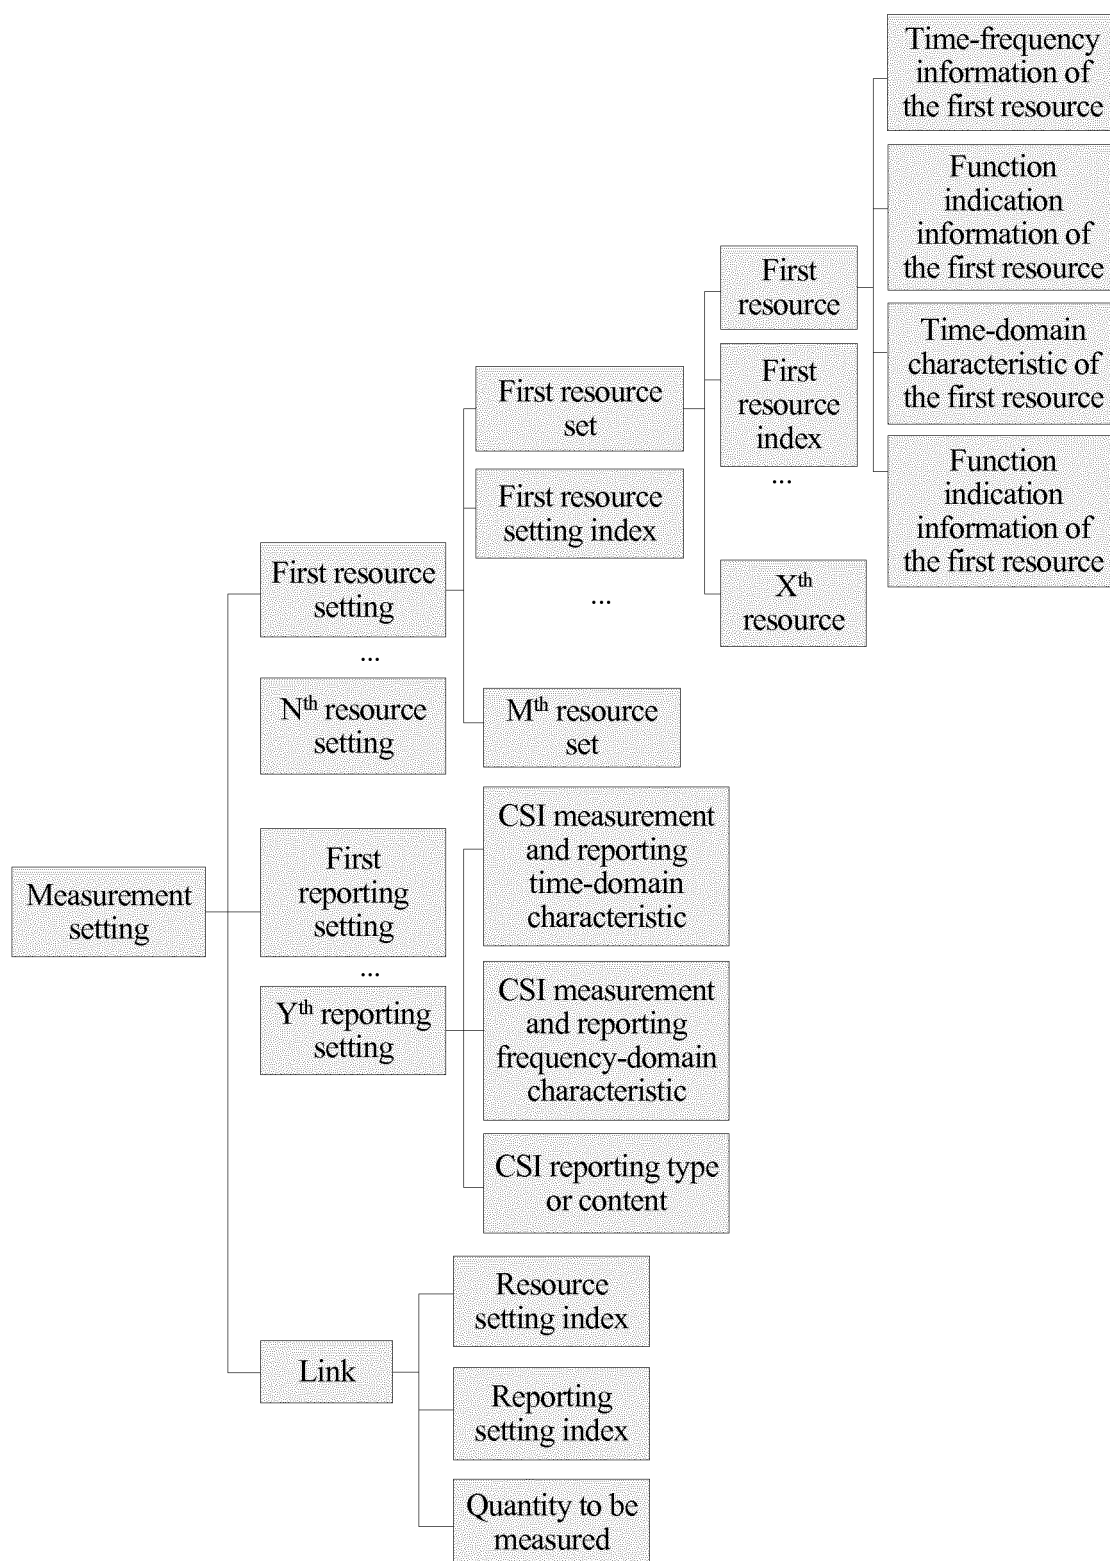 Time-frequency
information of
the first resource
Function
indication
information of
the first resource
First
resource
Time-domain
characteristic of
the first resource
First
resource
index
...
Function
indication
information of
the first resource
First resource
set
First resource
setting index
...
Xth
resource
First resource
setting
...
Nth resource
setting
Mth resource
set
CSI measurement
and reporting
time-domain
characteristic
First
reporting
setting
...
Measurement
setting
Yth reporting
setting
CSI measurement
and reporting
frequency-domain
characteristic
CSI reporting type
or content
Resource
setting index
Link
Reporting
setting index
Quantity to be
measured